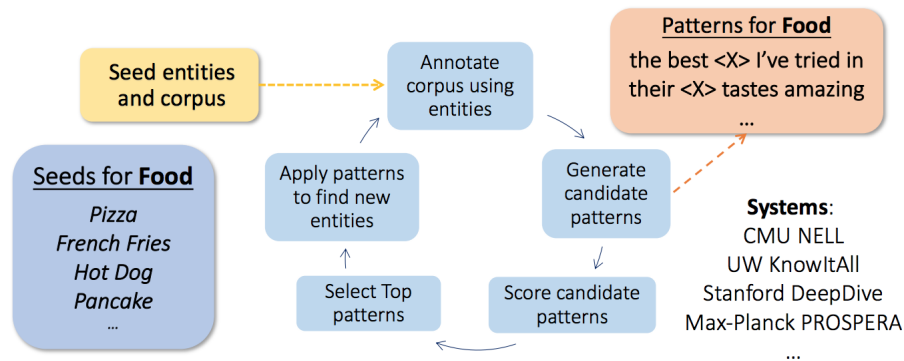 Seed entities
and corpus
Annotate
corpus using
entities
Patterns for Food
the best <X> I've tried in
their <X> tastes amazing
...
Seeds for Food
Pizza
French Fries
Hot Dog
Pancake
...
Apply patterns
to find new
entities
Generate
candidate
patterns
Select Top
patterns
Score candidate
patterns
Systems:
CMU NELL
UW KnowItAll
Stanford DeepDive
Max-Planck PROSPERA
...